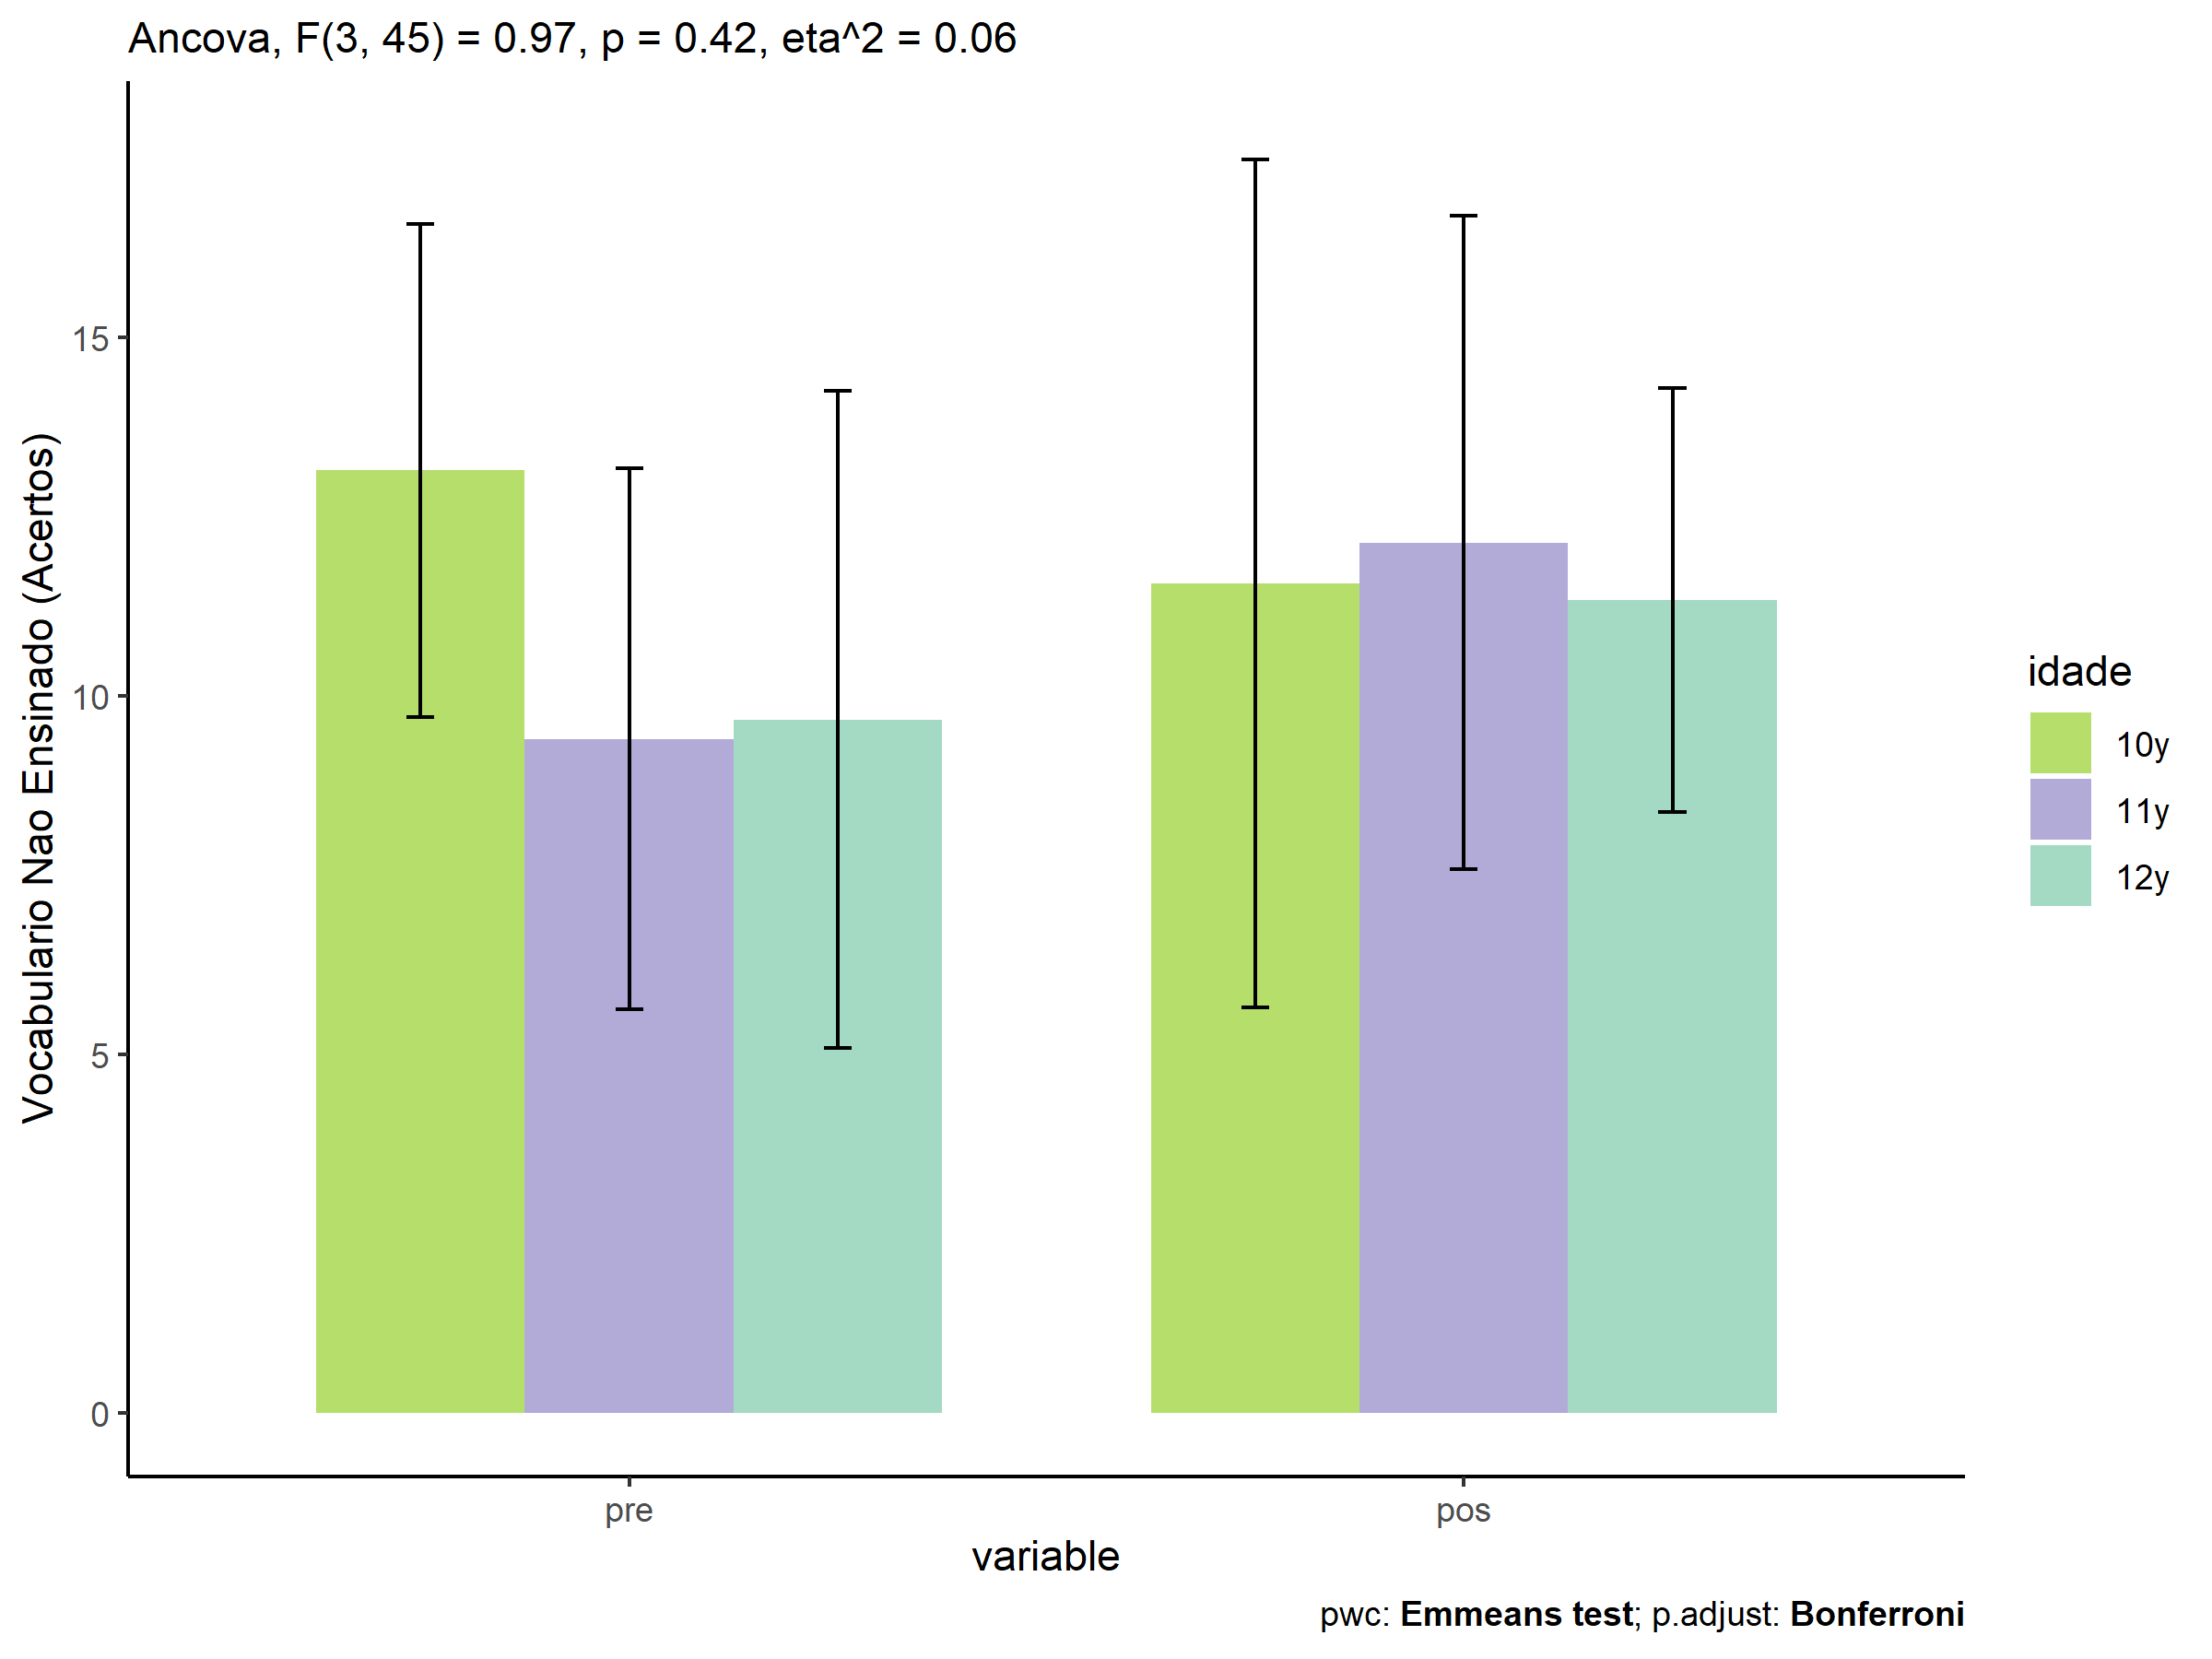 Ancova, F(3, 45) = 0.97, p = 0.42, eta^2 = 0.06
Vocabulario Nao Ensinado (Acertos)
15
10
5
0
pre
pos
variable
idade
10y
11y
12y
pwc: Emmeans test; p.adjust: Bonferroni